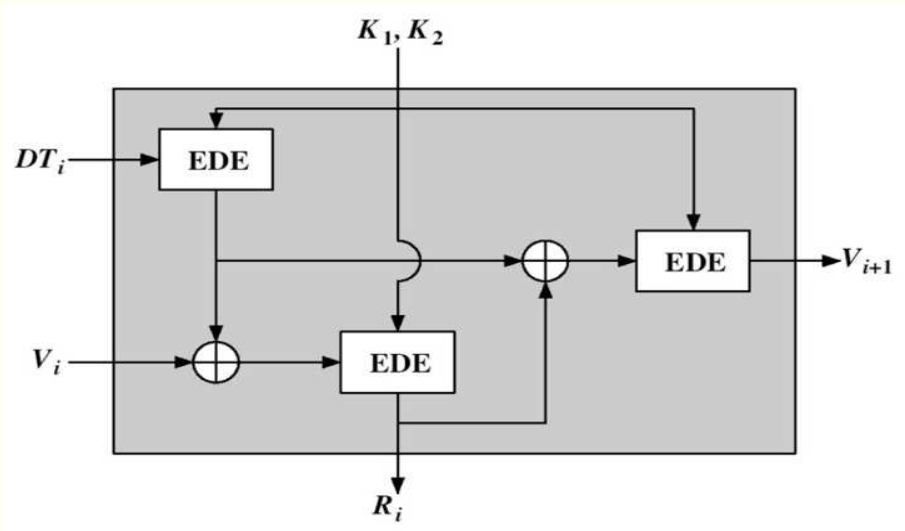 K₁, K₂
DTᵢ
EDE
EDE
Vᵢ₊₁
Vᵢ
EDE
Rᵢ